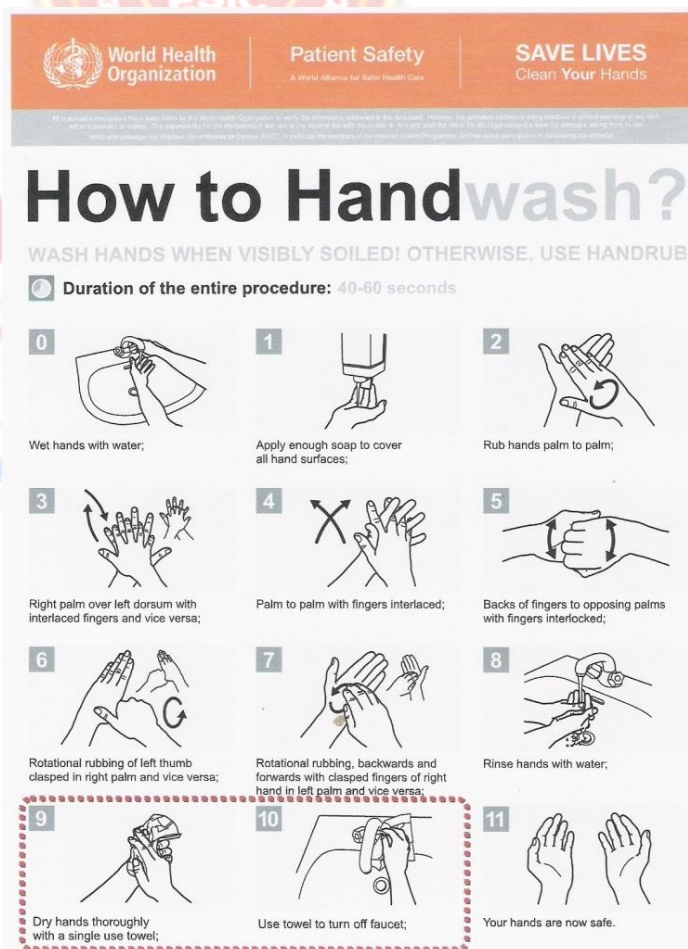 World Health
Organization
Patient Safety
A World Alliance for Safer Health Care
SAVE LIVES
Clean Your Hands
How to Handwash?
WASH HANDS WHEN VISIBLY SOILED! OTHERWISE, USE HANDRUB
Duration of the entire procedure: 40-60 seconds
0
Wet hands with water;
1
Apply enough soap to cover
all hand surfaces;
2
Rub hands palm to palm;
3
Right palm over left dorsum with
interlaced fingers and vice versa;
4
Palm to palm with fingers interlaced;
5
Backs of fingers to opposing palms
with fingers interlocked;
6
Rotational rubbing of left thumb
clasped in right palm and vice versa;
7
Rotational rubbing, backwards and
forwards with clasped fingers of right
hand in left palm and vice versa;
8
Rinse hands with water;
9
Dry hands thoroughly
with a single use towel;
10
Use towel to turn off faucet;
11
Your hands are now safe.